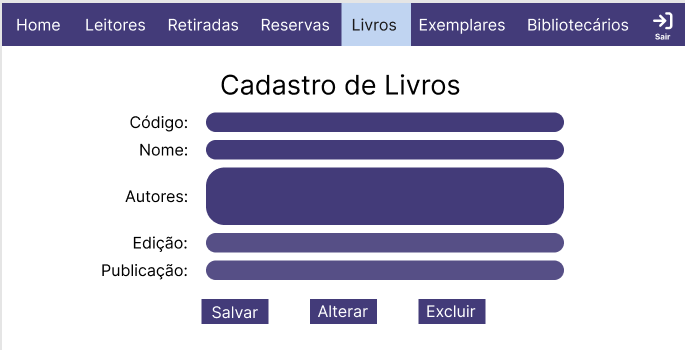 Home Leitores Retiradas Reservas Livros Exemplares Bibliotecários
Sair
Cadastro de Livros
Código:
Nome:
Autores:
Edição:
Publicação:
Salvar Alterar Excluir